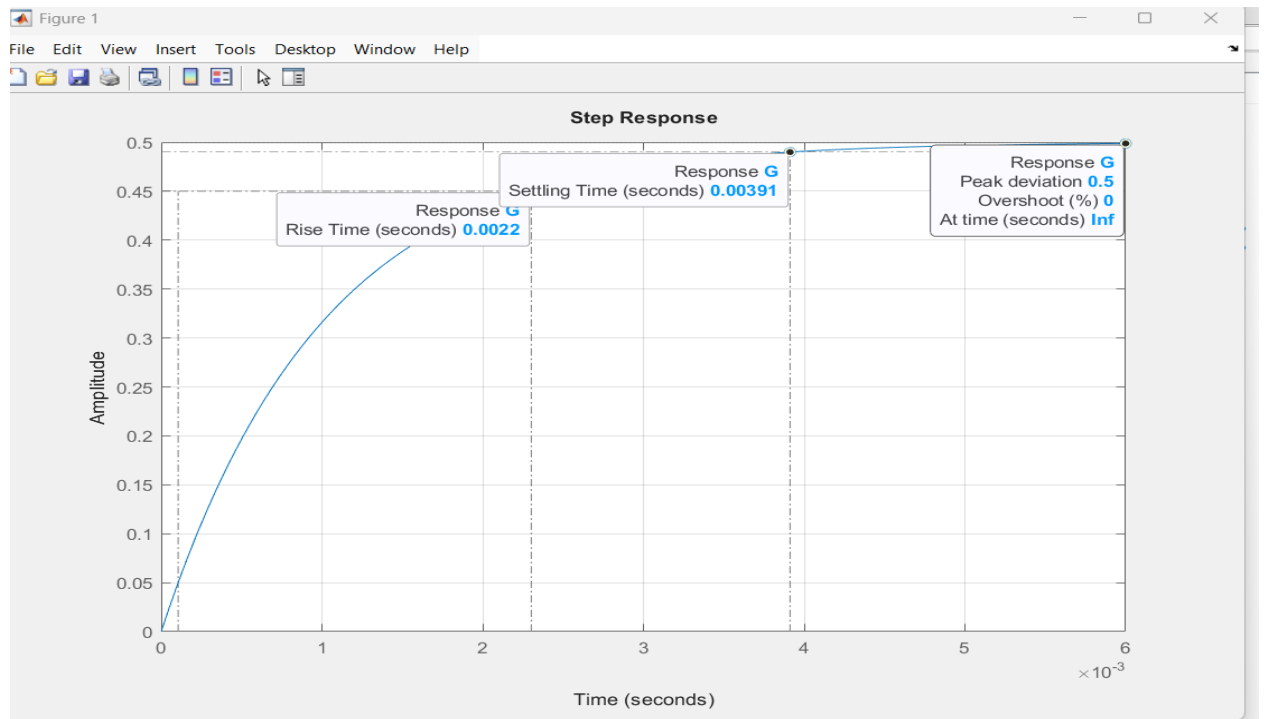 Figure 1
File Edit View Insert Tools Desktop Window Help
Step Response
0.5
0.45
0.4
0.35
0.3
0.25
0.2
0.15
0.1
0.05
0
Amplitude
Response G
Rise Time (seconds) 0.0022
Response G
Settling Time (seconds) 0.00391
Response G
Peak deviation 0.5
Overshoot (%) 0
At time (seconds) Inf
0 1 2 3 4 5 6
×10⁻³
Time (seconds)